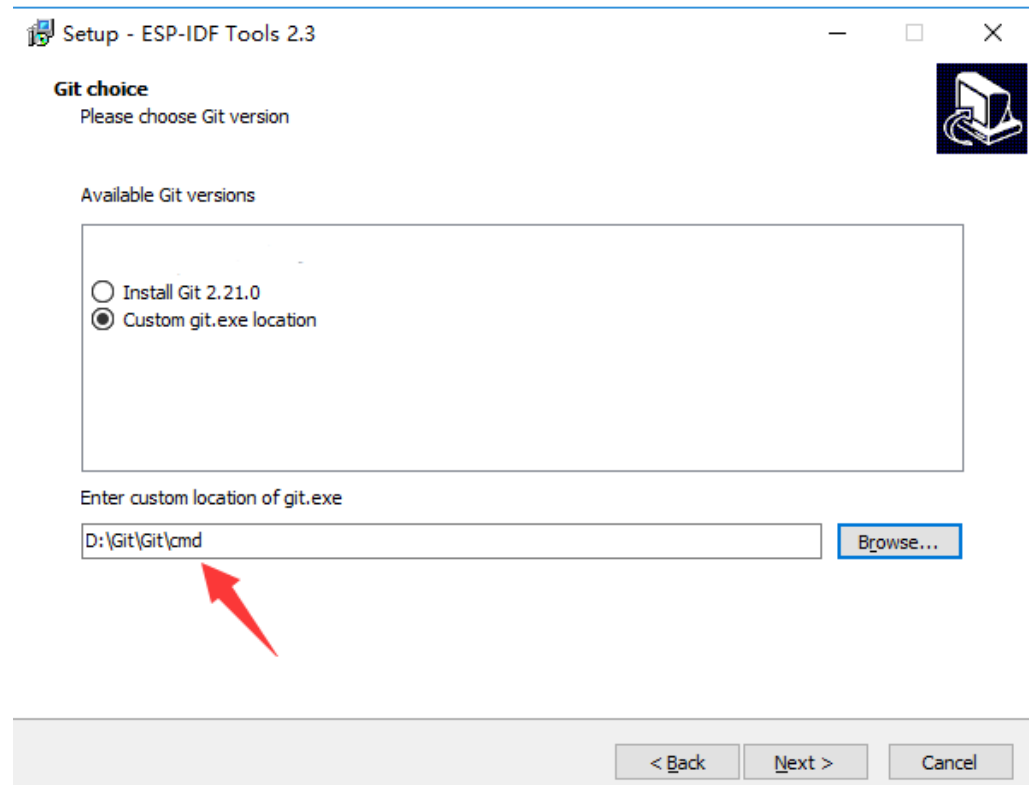 Setup - ESP-IDF Tools 2.3
Git choice
Please choose Git version
Available Git versions
Install Git 2.21.0
Custom git.exe location
Enter custom location of git.exe
D:\Git\Git\cmd
Browse...
< Back
Next >
Cancel